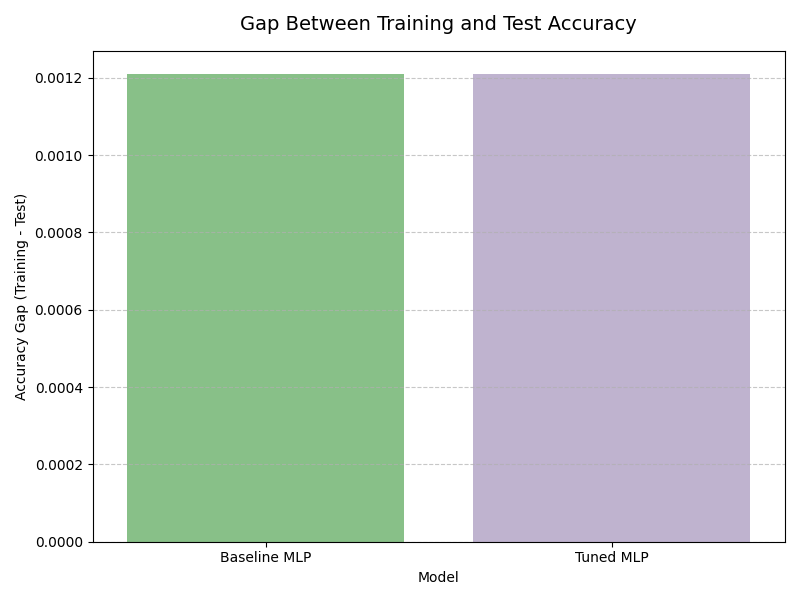 Gap Between Training and Test Accuracy
Accuracy Gap (Training - Test)
0.0012
0.0010
0.0008
0.0006
0.0004
0.0002
0.0000
Baseline MLP
Tuned MLP
Model